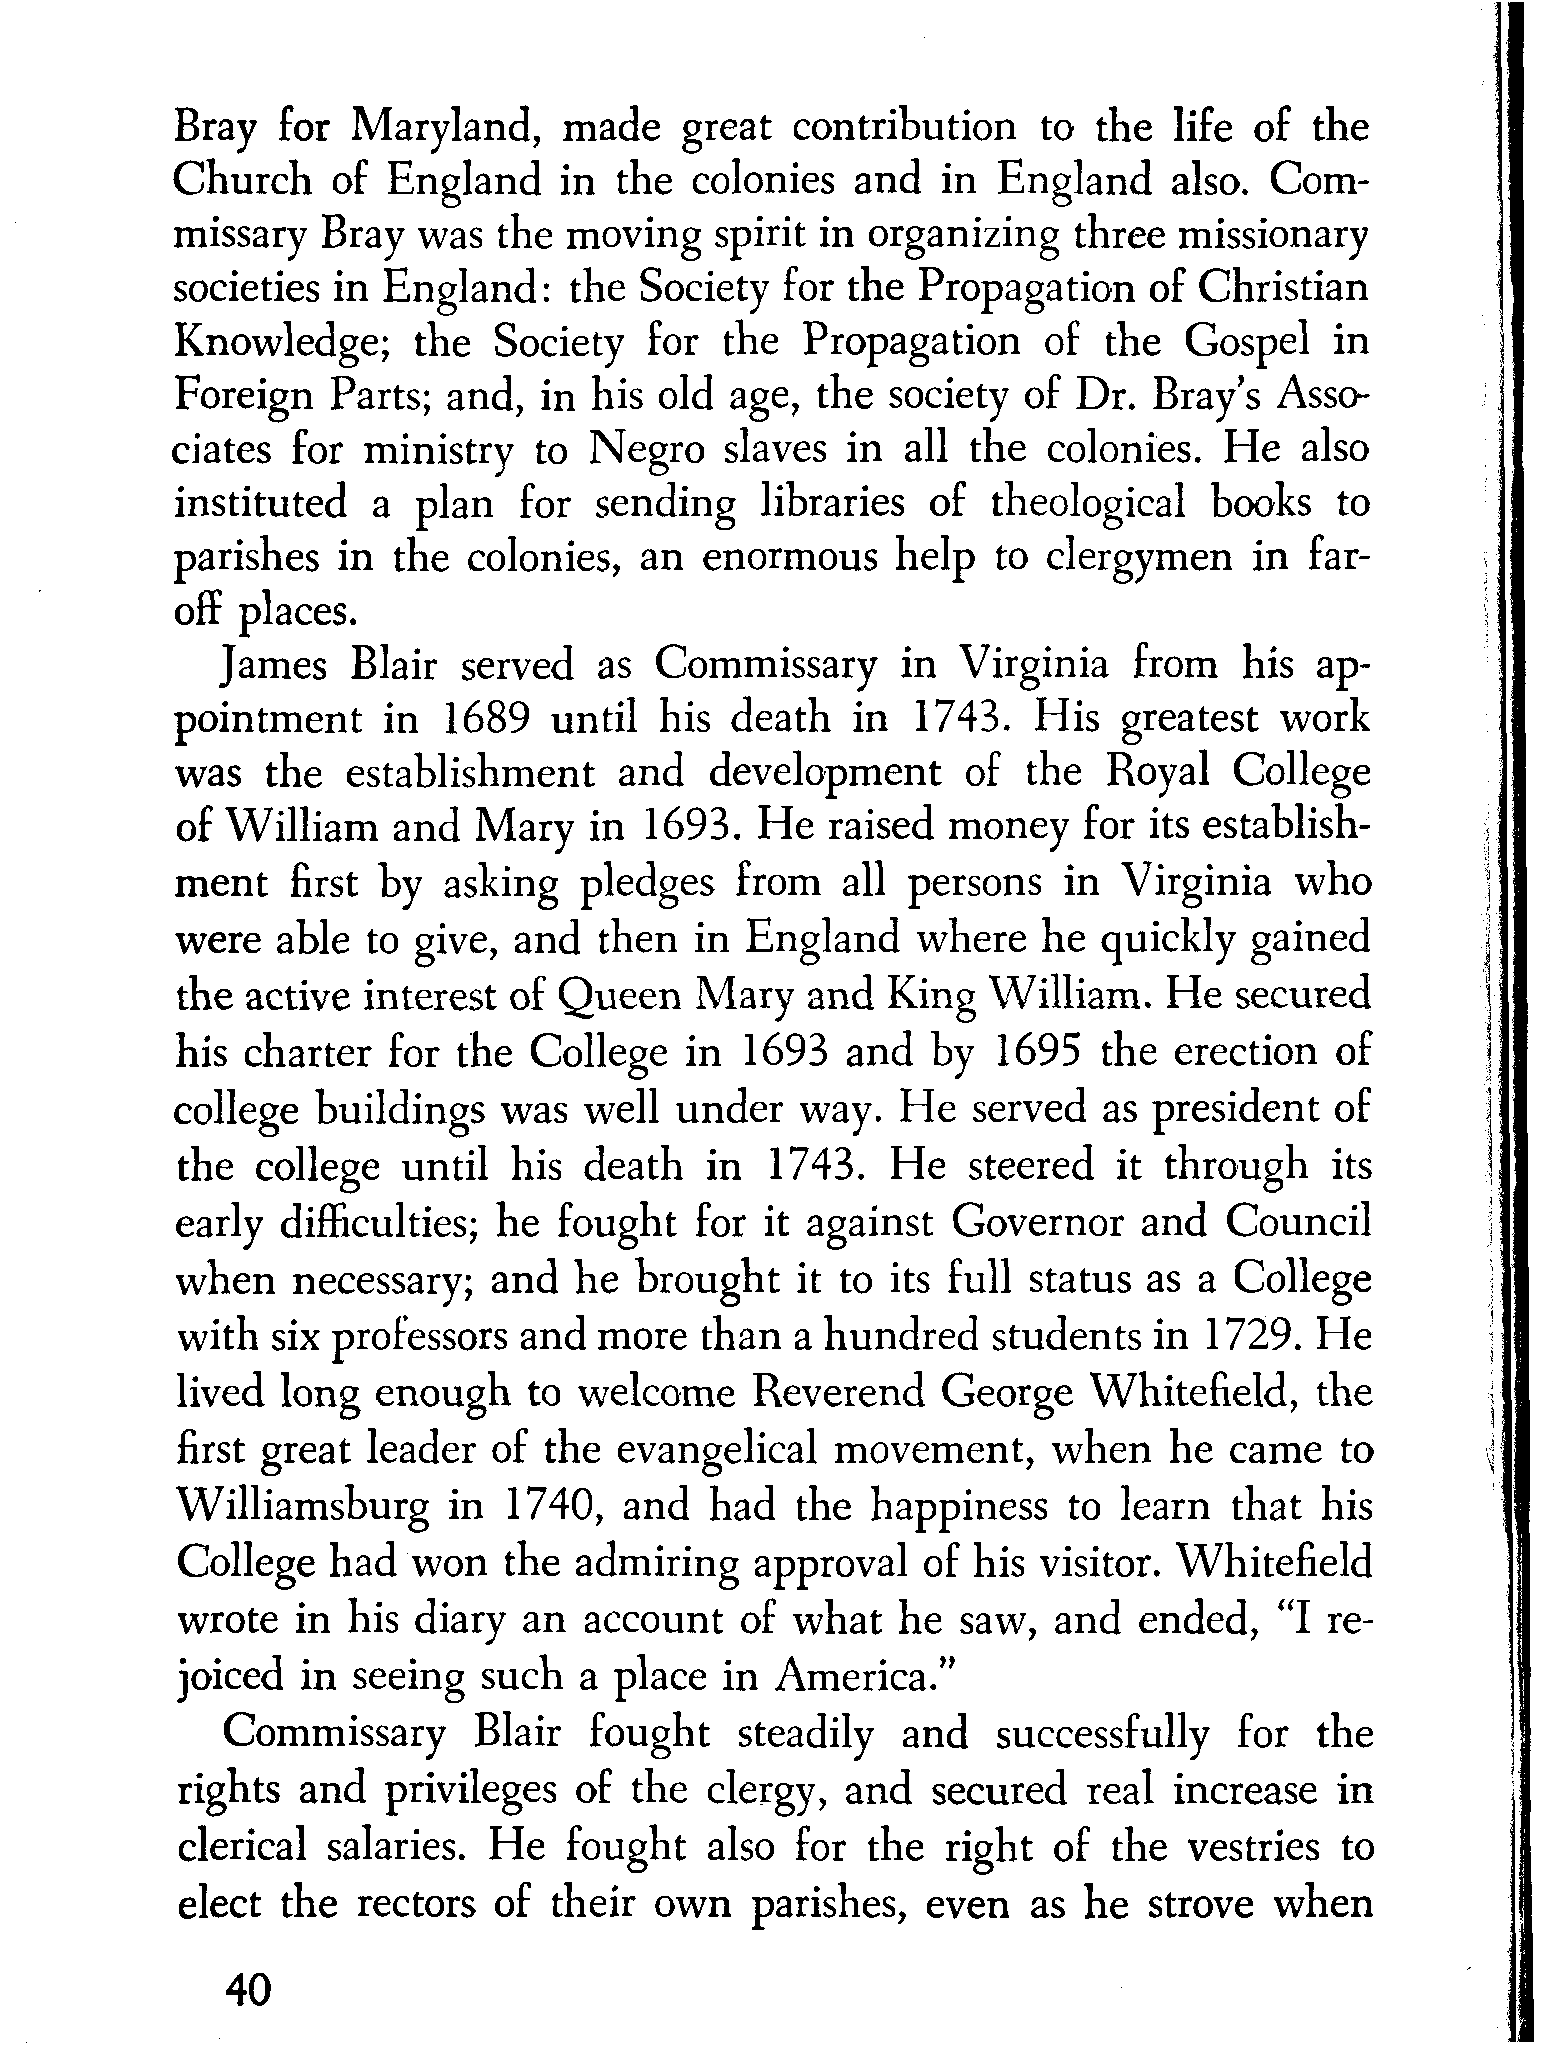 Bray for Maryland, made great contribution to the life of the
Church of England in the colonies and in England also. Com-
missary Bray was the moving spirit in organizing three missionary
societies in England: the Society for the Propagation of Christian
Knowledge; the Society for the Propagation of the Gospel in
Foreign Parts; and, in his old age, the society of Dr. Bray's Asso-
ciates for ministry to Negro slaves in all the colonies. He also
instituted a plan for sending libraries of theological books to
parishes in the colonies, an enormous help to clergymen in far-
off places.
James Blair served as Commissary in Virginia from his ap-
pointment in 1689 until his death in 1743. His greatest work
was the establishment and development of the Royal College
of William and Mary in 1693. He raised money for its establish-
ment first by asking pledges from all persons in Virginia who
were able to give, and then in England where he quickly gained
the active interest of Queen Mary and King William. He secured
his charter for the College in 1693 and by 1695 the erection of
college buildings was well under way. He served as president of
the college until his death in 1743. He steered it through its
early difficulties; he fought for it against Governor and Council
when necessary; and he brought it to its full status as a College
with six professors and more than a hundred students in 1729. He
lived long enough to welcome Reverend George Whitefield, the
first great leader of the evangelical movement, when he came to
Williamsburg in 1740, and had the happiness to learn that his
College had won the admiring approval of his visitor. Whitefield
wrote in his diary an account of what he saw, and ended, "I re-
joiced in seeing such a place in America."
Commissary Blair fought steadily and successfully for the
rights and privileges of the clergy, and secured real increase in
clerical salaries. He fought also for the right of the vestries to
elect the rectors of their own parishes, even as he strove when
40